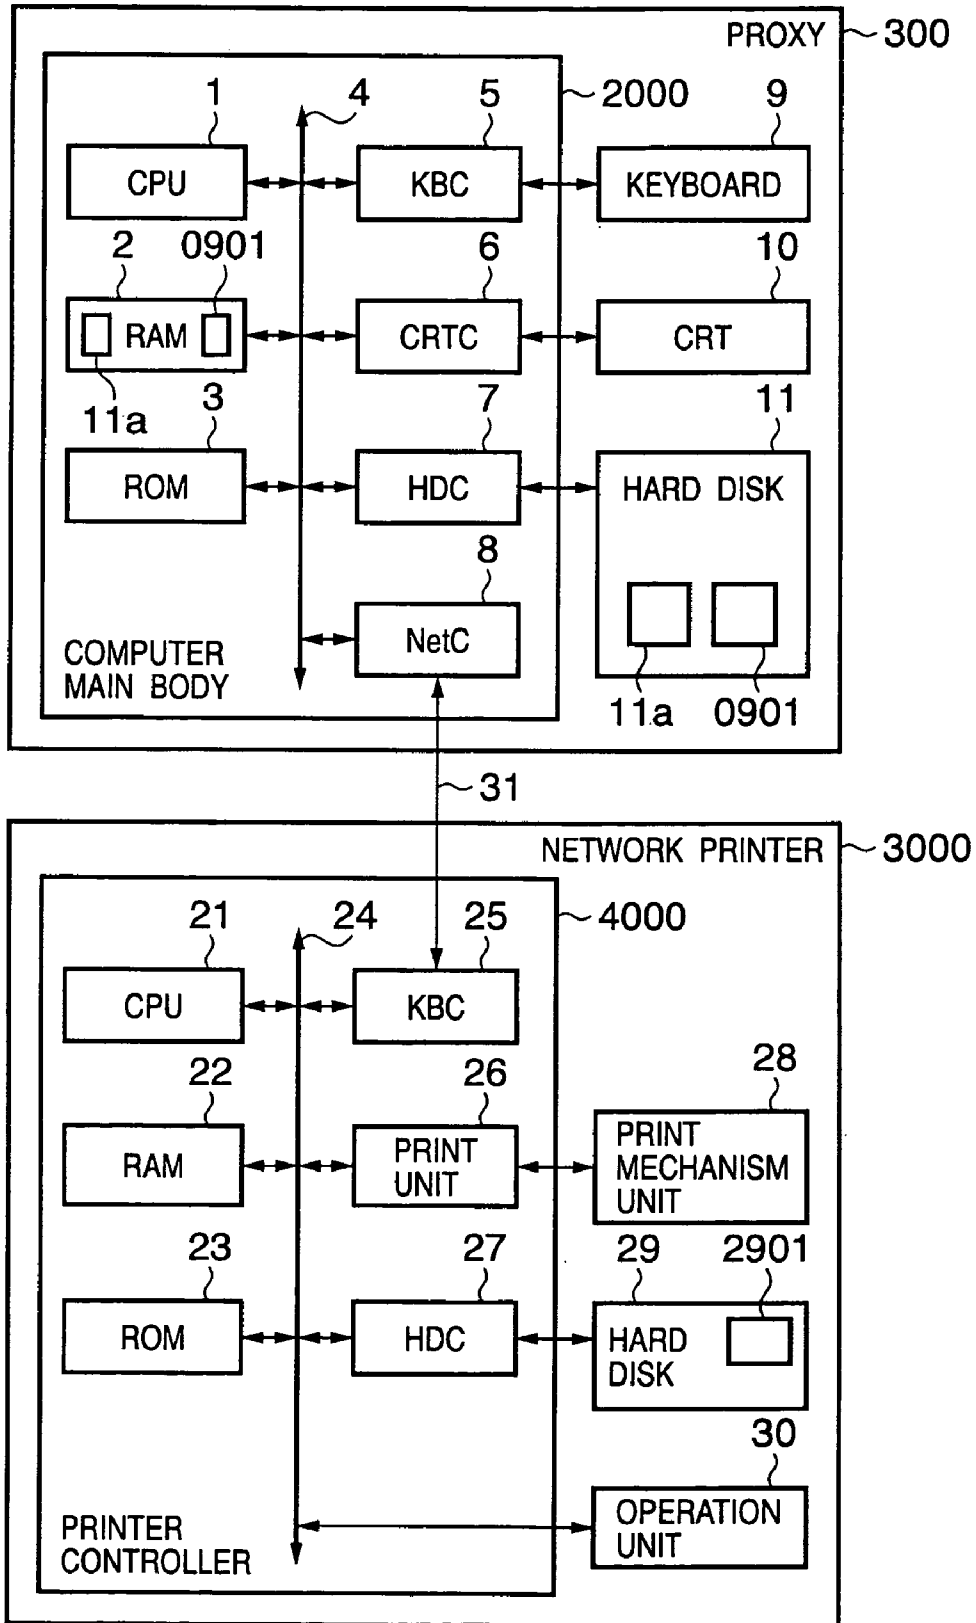 PROXY 300
2000
1 4 5 9
CPU KBC KEYBOARD
2 0901 6 10
RAM CRTC CRT
11a 3 7 11
ROM HDC HARD DISK
8
NetC
COMPUTER
MAIN BODY
11a 0901
31
NETWORK PRINTER 3000
21 24 25 4000
CPU KBC
22 26 28
RAM
PRINT
UNIT
PRINT
MECHANISM
UNIT
23 27 29 2901
ROM HDC
HARD
DISK
30
OPERATION
UNIT
PRINTER
CONTROLLER